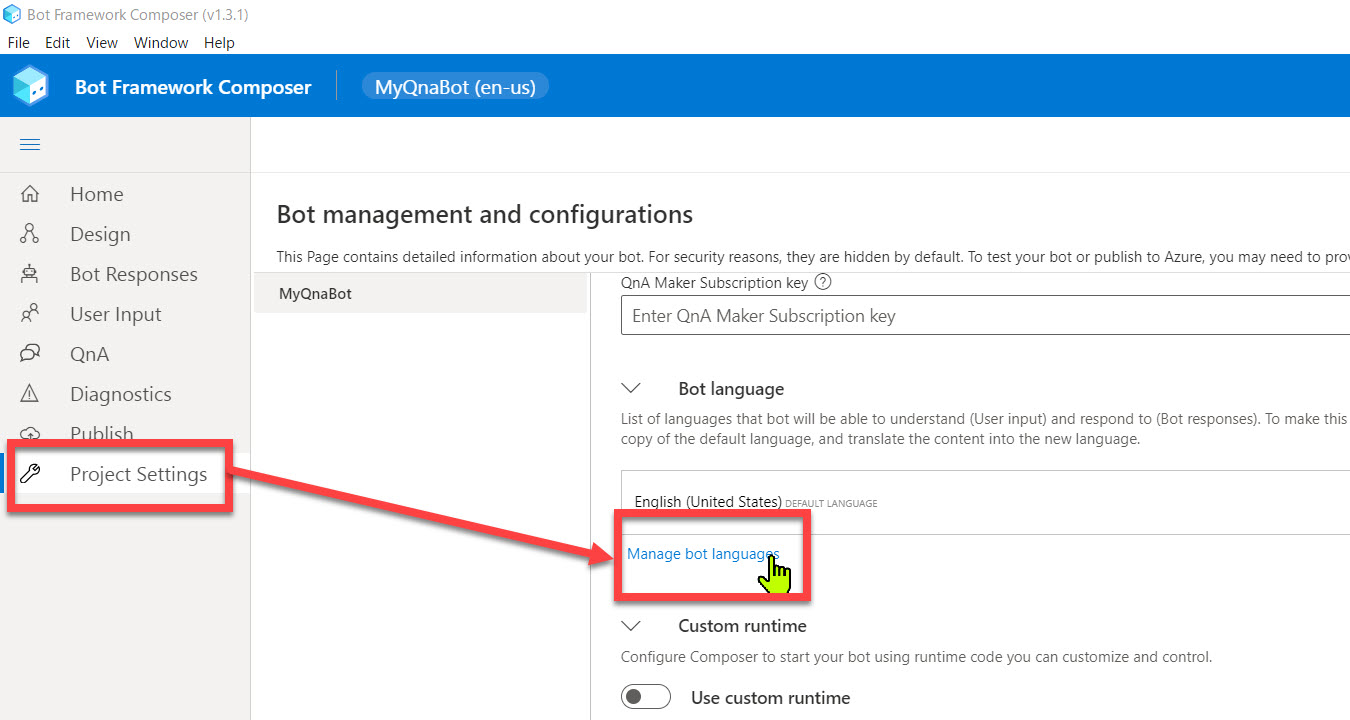 Bot Framework Composer (v1.3.1)
File Edit View Window Help
Bot Framework Composer MyQnaBot (en-us)
Home
Design
Bot Responses
User Input
QnA
Diagnostics
Publish
Project Settings
Bot management and configurations
This Page contains detailed information about your bot. For security reasons, they are hidden by default. To test your bot or publish to Azure, you may need to prov
MyQnaBot
QnA Maker Subscription key ?
Enter QnA Maker Subscription key
Bot language
List of languages that bot will be able to understand (User input) and respond to (Bot responses). To make this
copy of the default language, and translate the content into the new language.
English (United States) DEFAULT LANGUAGE
Manage bot languages
Custom runtime
Configure Composer to start your bot using runtime code you can customize and control.
Use custom runtime